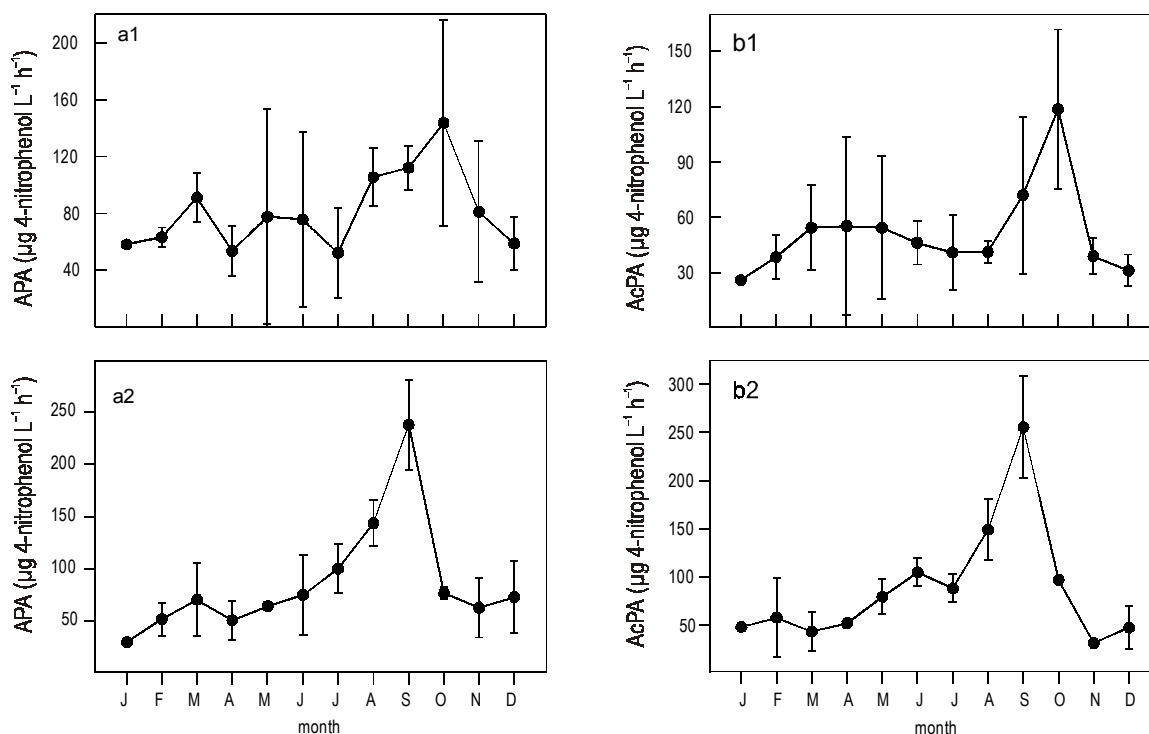 a1
APA (µg 4-nitrophenol L⁻¹ h⁻¹)
200
160
120
80
40
b1
AcPA (µg 4-nitrophenol L⁻¹ h⁻¹)
150
120
90
60
30
a2
APA (µg 4-nitrophenol L⁻¹ h⁻¹)
250
200
150
100
50
J F M A M J J A S O N D
month
b2
AcPA (µg 4-nitrophenol L⁻¹ h⁻¹)
300
250
200
150
100
50
J F M A M J J A S O N D
month